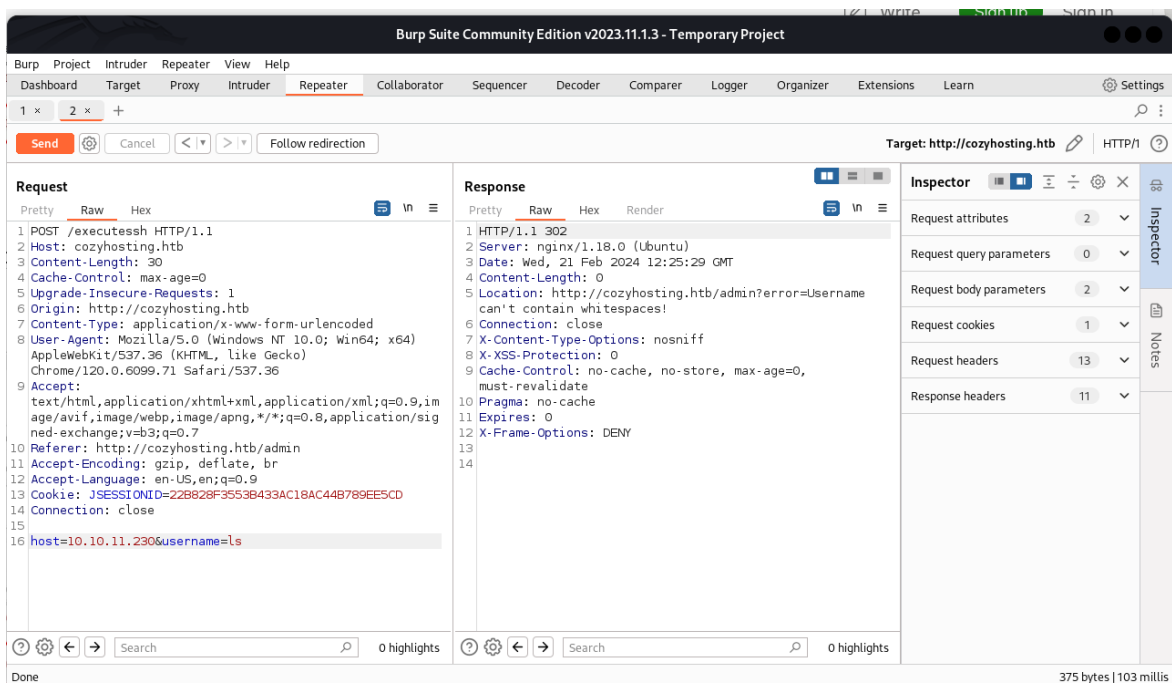 Write Sign up Sign in
Burp Suite Community Edition v2023.11.1.3 - Temporary Project
Burp Project Intruder Repeater View Help
Dashboard Target Proxy Intruder Repeater Collaborator Sequencer Decoder Comparer Logger Organizer Extensions Learn Settings
1 × 2 × +
Send Cancel < > Follow redirection Target: http://cozyhosting.htb HTTP/1
Request
Pretty Raw Hex \n
1 POST /executessh HTTP/1.1
2 Host: cozyhosting.htb
3 Content-Length: 30
4 Cache-Control: max-age=0
5 Upgrade-Insecure-Requests: 1
6 Origin: http://cozyhosting.htb
7 Content-Type: application/x-www-form-urlencoded
8 User-Agent: Mozilla/5.0 (Windows NT 10.0; Win64; x64)
AppleWebKit/537.36 (KHTML, like Gecko)
Chrome/120.0.6099.71 Safari/537.36
9 Accept:
text/html,application/xhtml+xml,application/xml;q=0.9,im
age/avif,image/webp,image/apng,*/*;q=0.8,application/sig
ned-exchange;v=b3;q=0.7
10 Referer: http://cozyhosting.htb/admin
11 Accept-Encoding: gzip, deflate, br
12 Accept-Language: en-US,en;q=0.9
13 Cookie: JSESSIONID=22B828F3553B433AC18AC44B789EE5CD
14 Connection: close
15
16 host=10.10.11.230&username=ls
Search 0 highlights
Response
Pretty Raw Hex Render \n
1 HTTP/1.1 302
2 Server: nginx/1.18.0 (Ubuntu)
3 Date: Wed, 21 Feb 2024 12:25:29 GMT
4 Content-Length: 0
5 Location: http://cozyhosting.htb/admin?error=Username
can't contain whitespaces!
6 Connection: close
7 X-Content-Type-Options: nosniff
8 X-XSS-Protection: 0
9 Cache-Control: no-cache, no-store, max-age=0,
must-revalidate
10 Pragma: no-cache
11 Expires: 0
12 X-Frame-Options: DENY
13
14
Search 0 highlights
Inspector
Request attributes 2
Request query parameters 0
Request body parameters 2
Request cookies 1
Request headers 13
Response headers 11
Inspector
Notes
Done 375 bytes | 103 millis